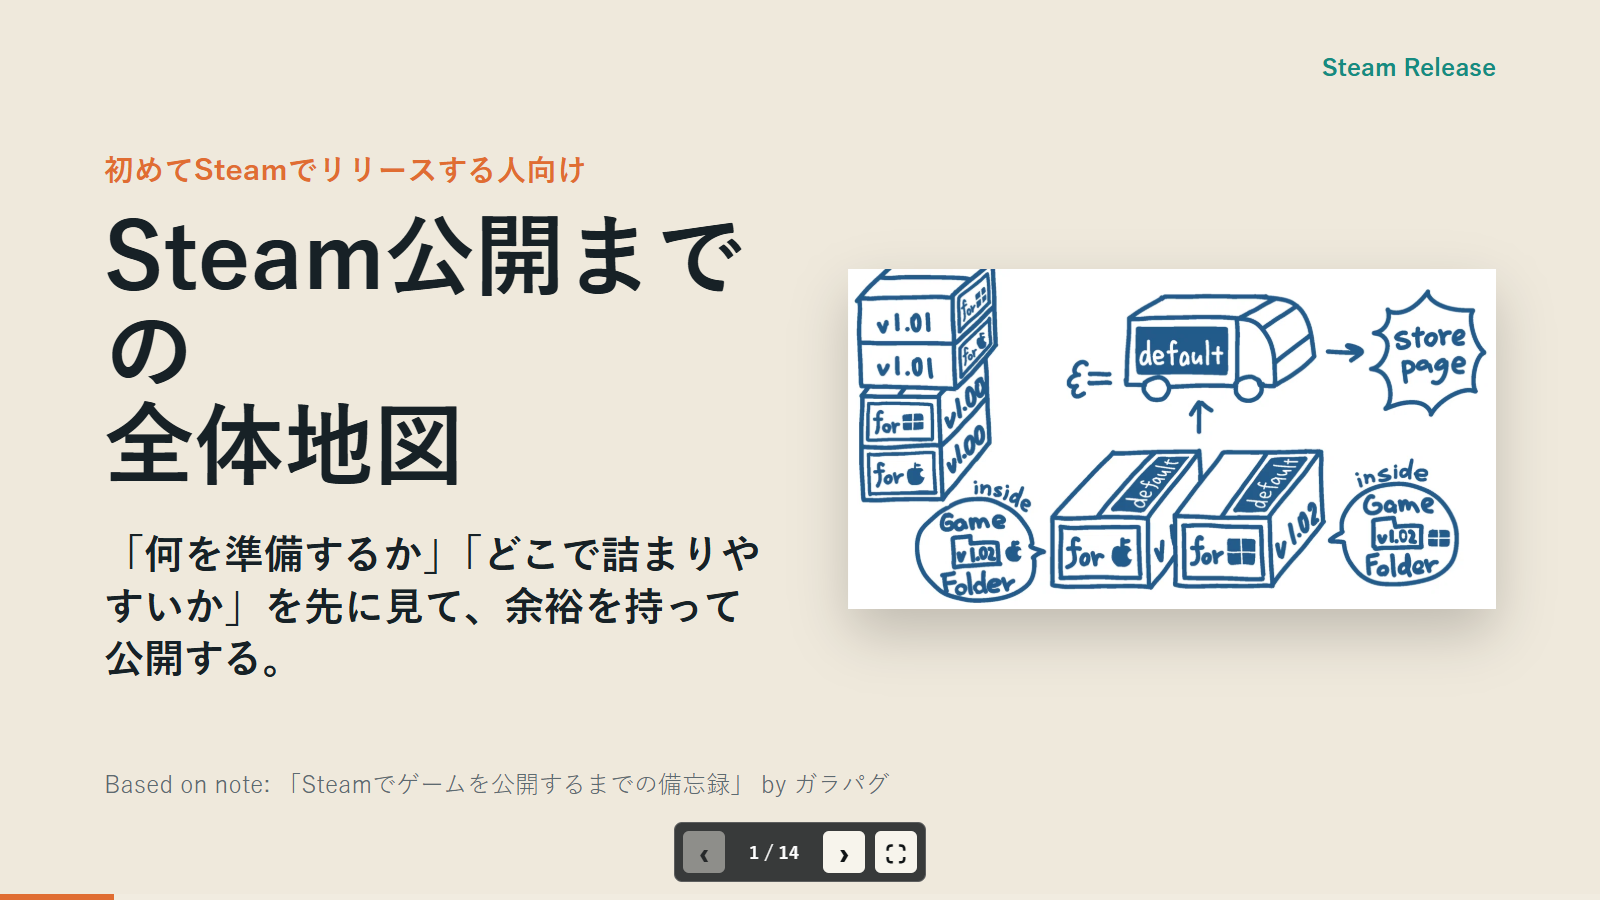 Steam Release
初めてSteamでリリースする人向け
Steam公開まで
の
全体地図
「何を準備するか」「どこで詰まりや
すいか」を先に見て、余裕を持って
公開する。
v1.01
for
v1.01
for
for
v1.00
for
v1.00
default
store
page
inside
Game
v1.02
Folder
default
for
v
default
for
v1.02
inside
Game
v1.02
Folder
Based on note: 「Steamでゲームを公開するまでの備忘録」 by ガラパグ
1 / 14